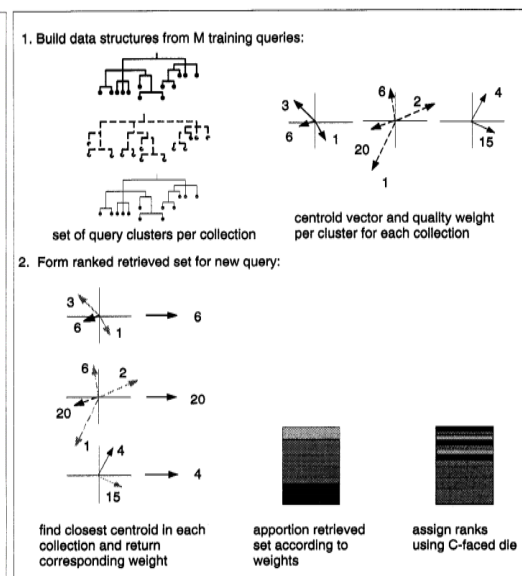 1. Build data structures from M training queries:
3
6
1
6
2
20
1
4
15
set of query clusters per collection
centroid vector and quality weight
per cluster for each collection
2. Form ranked retrieved set for new query:
3
6
1
6
6
2
20
1
20
4
15
4
find closest centroid in each
collection and return
corresponding weight
apportion retrieved
set according to
weights
assign ranks
using C-faced die